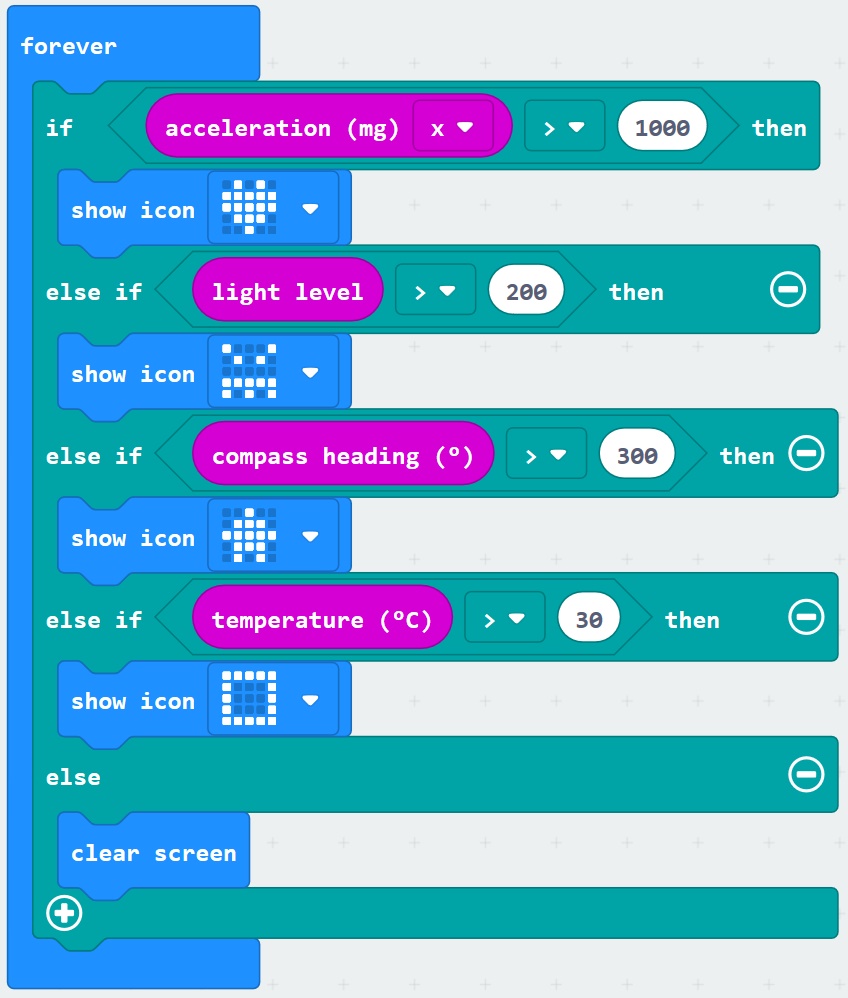 forever
if acceleration (mg) x > 1000 then
show icon
else if light level > 200 then
show icon
else if compass heading (º) > 300 then
show icon
else if temperature (ºC) > 30 then
show icon
else
clear screen